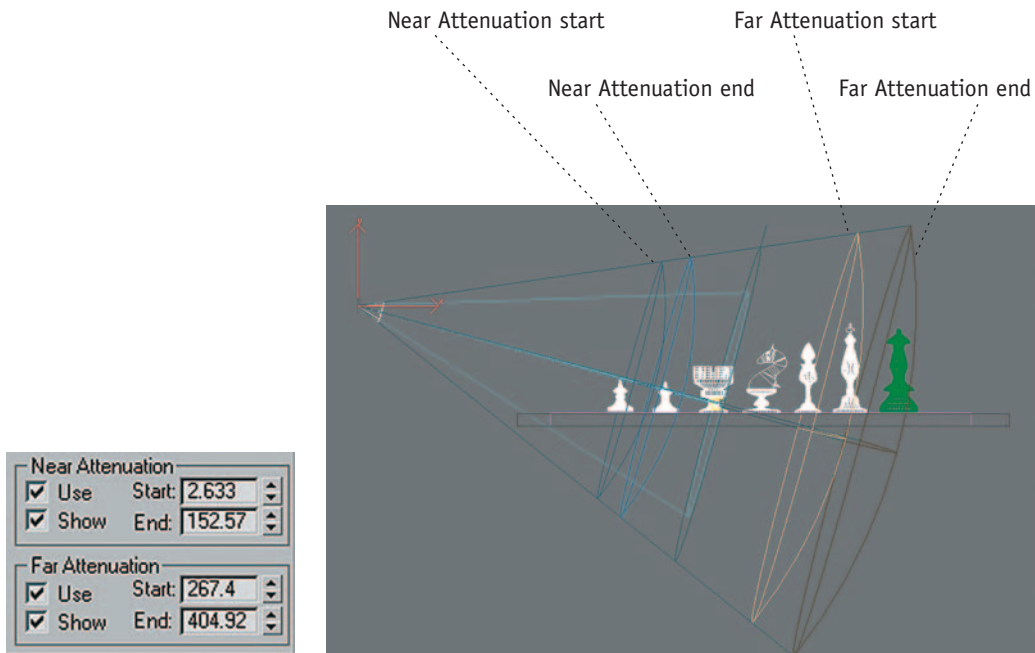 Near Attenuation start
Far Attenuation start
Near Attenuation end
Far Attenuation end
Near Attenuation
Use Start: 2.633
Show End: 152.57
Far Attenuation
Use Start: 267.4
Show End: 404.92